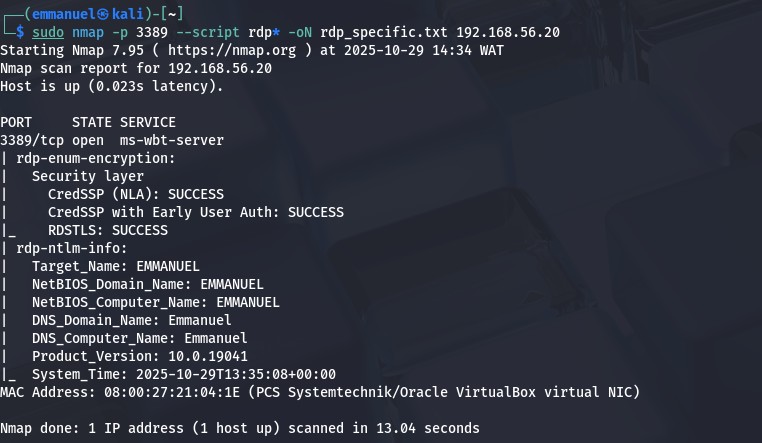 ┌──(emmanuel㉿kali)-[~]
└─$ sudo nmap -p 3389 --script rdp* -oN rdp_specific.txt 192.168.56.20
Starting Nmap 7.95 ( https://nmap.org ) at 2025-10-29 14:34 WAT
Nmap scan report for 192.168.56.20
Host is up (0.023s latency).

PORT     STATE SERVICE
3389/tcp open  ms-wbt-server
| rdp-enum-encryption:
|   Security layer
|     CredSSP (NLA): SUCCESS
|     CredSSP with Early User Auth: SUCCESS
|_    RDSTLS: SUCCESS
| rdp-ntlm-info:
|   Target_Name: EMMANUEL
|   NetBIOS_Domain_Name: EMMANUEL
|   NetBIOS_Computer_Name: EMMANUEL
|   DNS_Domain_Name: Emmanuel
|   DNS_Computer_Name: Emmanuel
|   Product_Version: 10.0.19041
|_  System_Time: 2025-10-29T13:35:08+00:00
MAC Address: 08:00:27:21:04:1E (PCS Systemtechnik/Oracle VirtualBox virtual NIC)

Nmap done: 1 IP address (1 host up) scanned in 13.04 seconds